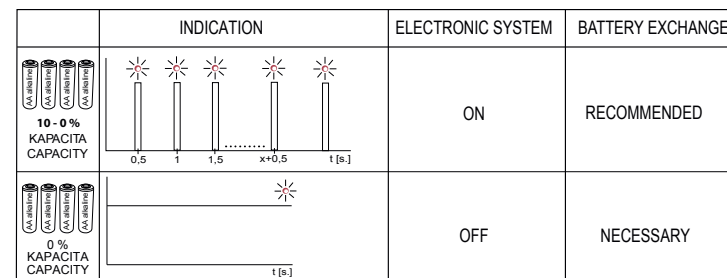 INDICATION
ELECTRONIC SYSTEM
BATTERY EXCHANGE
AA alkaline
AA alkaline
AA alkaline
AA alkaline
10 - 0 %
KAPACITA
CAPACITY
0,5 1 1,5 x+0,5 t [s.]
ON
RECOMMENDED
AA alkaline
AA alkaline
AA alkaline
AA alkaline
0 %
KAPACITA
CAPACITY
t [s.]
OFF
NECESSARY